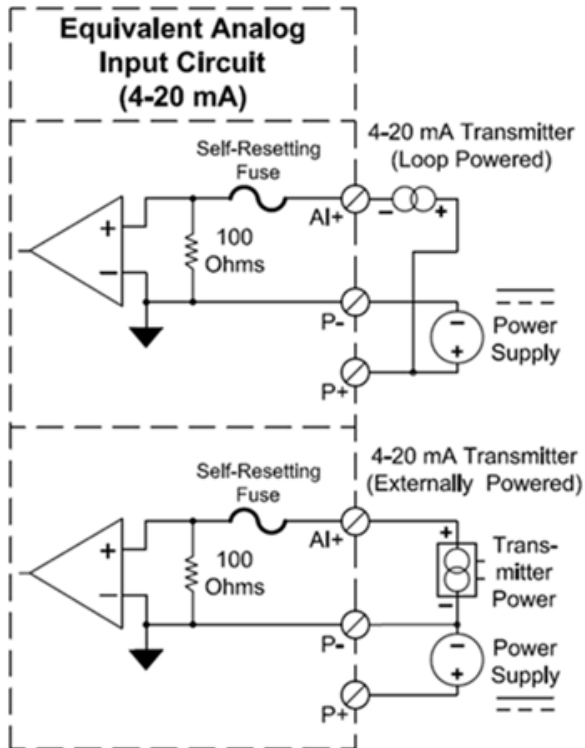 Equivalent Analog
Input Circuit
(4-20 mA)
4-20 mA Transmitter
(Loop Powered)
Self-Resetting
Fuse
AI+
- +
+
-
100
Ohms
P-
-
+
Power
Supply
P+
4-20 mA Transmitter
(Externally Powered)
Self-Resetting
Fuse
AI+
+
Trans-
mitter
Power
-
+
-
100
Ohms
P-
-
+
Power
Supply
P+